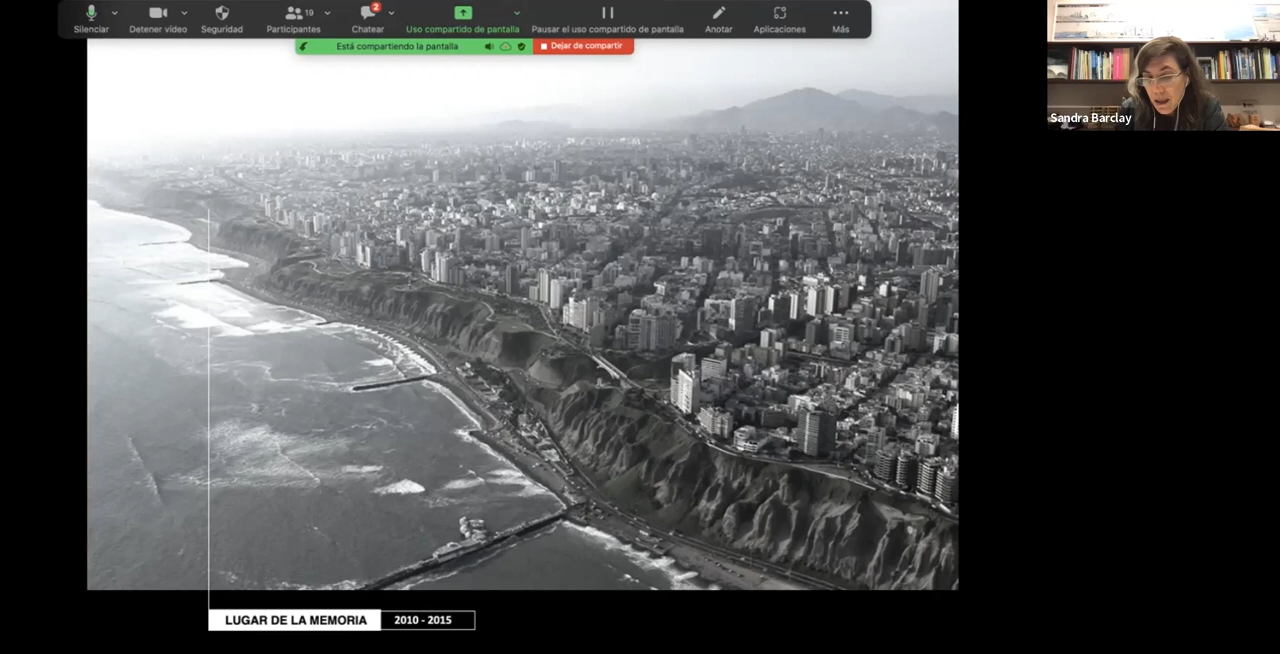 19
2
Silenciar
Detener video
Seguridad
Participantes
Chatear
Uso compartido de pantalla
Pausar el uso compartido de pantalla
Anotar
Aplicaciones
Más
Está compartiendo la pantalla
Dejar de compartir
Sandra Barclay
LUGAR DE LA MEMORIA
2010 - 2015